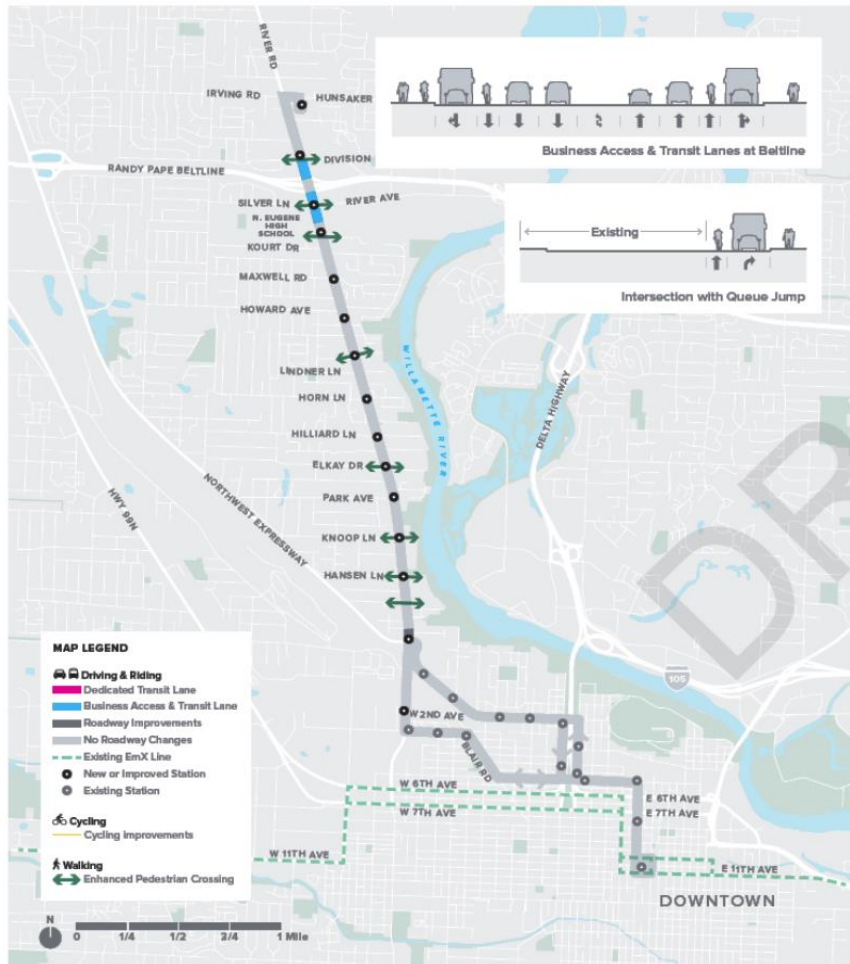 RIVER RD
IRVING RD
HUNSAKER
DIVISION
RANDY PAPE BELTLINE
SILVER LN
RIVER AVE
N. EUGENE
HIGH
SCHOOL
KOURT DR
MAXWELL RD
HOWARD AVE
LINDNER LN
HORN LN
HILLIARD LN
ELKAY DR
PARK AVE
KNOOP LN
HANSEN LN
WILLAMETTE RIVER
DELTA HIGHWAY
NORTHWEST EXPRESSWAY
HWY 99N
Business Access & Transit Lanes at Beltline
Existing
Intersection with Queue Jump
DR
105
W 2ND AVE
BLAIR RD
W 6TH AVE
W 7TH AVE
E 6TH AVE
E 7TH AVE
W 11TH AVE
E 11TH AVE
DOWNTOWN
MAP LEGEND
Driving & Riding
Dedicated Transit Lane
Business Access & Transit Lane
Roadway Improvements
No Roadway Changes
Existing EmX Line
New or Improved Station
Existing Station
Cycling
Cycling improvements
Walking
Enhanced Pedestrian Crossing
N
0 1/4 1/2 2/4 1 Mile